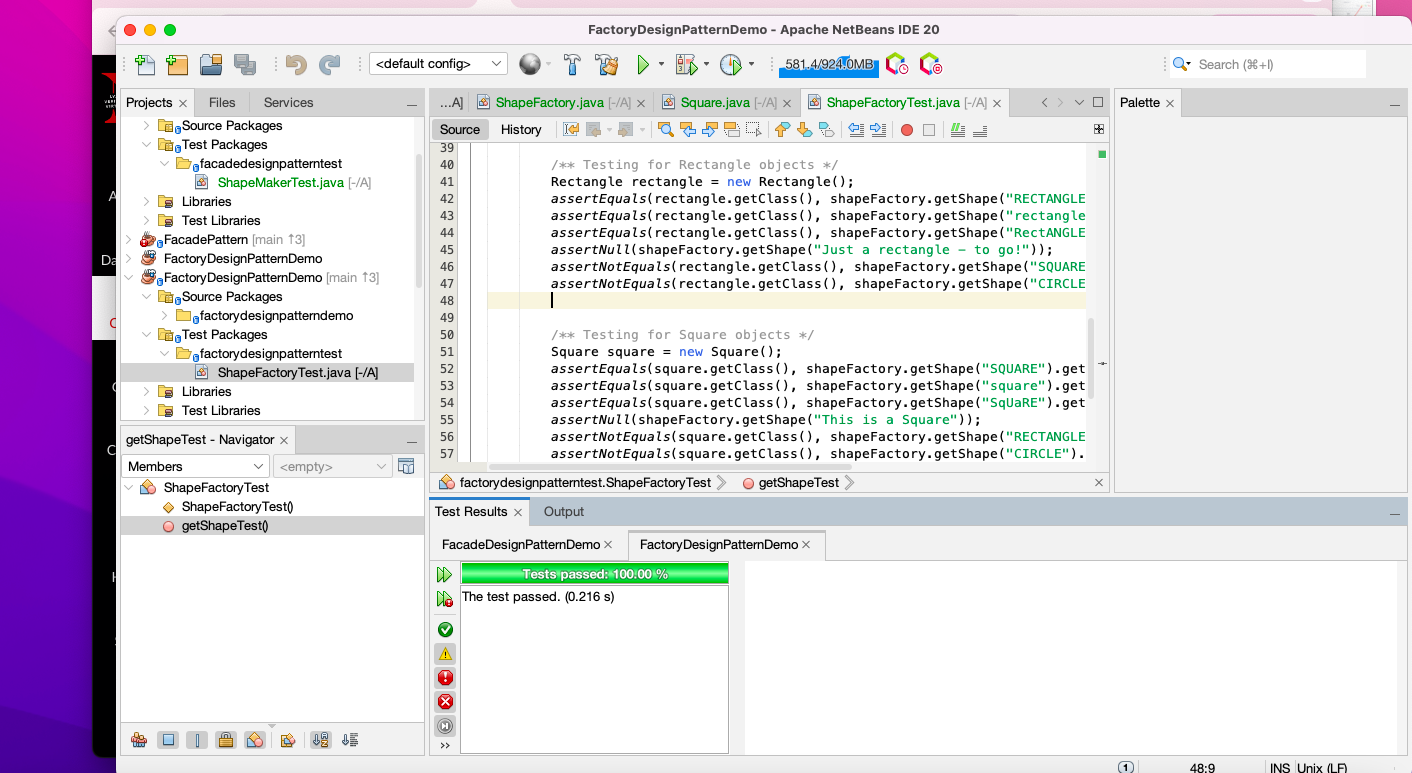 FactoryDesignPatternDemo - Apache NetBeans IDE 20
<default config>
581.4/924.0MB
Search (⌘+I)
Projects
Files
Services
Source Packages
Test Packages
facadedesignpatterntest
ShapeMakerTest.java [-/A]
Libraries
Test Libraries
FacadePattern [main ↑3]
FactoryDesignPatternDemo
FactoryDesignPatternDemo [main ↑3]
Source Packages
factorydesignpatterndemo
Test Packages
factorydesignpatterntest
ShapeFactoryTest.java [-/A]
Libraries
Test Libraries
getShapeTest - Navigator
Members
<empty>
ShapeFactoryTest
ShapeFactoryTest()
getShapeTest()
...A]
ShapeFactory.java [-/A]
Square.java [-/A]
ShapeFactoryTest.java [-/A]
Source
History
39
40 /** Testing for Rectangle objects */
41 Rectangle rectangle = new Rectangle();
42 assertEquals(rectangle.getClass(), shapeFactory.getShape("RECTANGLE
43 assertEquals(rectangle.getClass(), shapeFactory.getShape("rectangle
44 assertEquals(rectangle.getClass(), shapeFactory.getShape("RectANGLE
45 assertNull(shapeFactory.getShape("Just a rectangle - to go!"));
46 assertNotEquals(rectangle.getClass(), shapeFactory.getShape("SQUARE
47 assertNotEquals(rectangle.getClass(), shapeFactory.getShape("CIRCLE
48
49
50 /** Testing for Square objects */
51 Square square = new Square();
52 assertEquals(square.getClass(), shapeFactory.getShape("SQUARE").get
53 assertEquals(square.getClass(), shapeFactory.getShape("square").get
54 assertEquals(square.getClass(), shapeFactory.getShape("SqUaRE").get
55 assertNull(shapeFactory.getShape("This is a Square"));
56 assertNotEquals(square.getClass(), shapeFactory.getShape("RECTANGLE
57 assertNotEquals(square.getClass(), shapeFactory.getShape("CIRCLE").
factorydesignpatterntest.ShapeFactoryTest
getShapeTest
Palette
Test Results
Output
FacadeDesignPatternDemo
FactoryDesignPatternDemo
Tests passed: 100.00 %
The test passed. (0.216 s)
1
48:9
INS
Unix (LF)